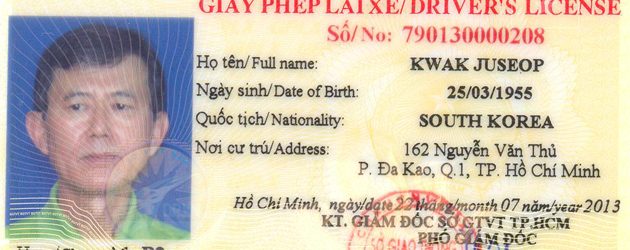 GIẤY PHÉP LÁI XE/ DRIVER'S LICENSE
Số/No: 790130000208
Họ tên/Full name: KWAK JUSEOP
Ngày sinh/Date of Birth: 25/03/1955
Quốc tịch/Nationality: SOUTH KOREA
Nơi cư trú/Address: 162 Nguyễn Văn Thủ
P. Đa Kao, Q.1, TP. Hồ Chí Minh
Hồ Chí Minh, ngày/date 22 tháng/month 07 năm/year 2013
KT. GIÁM ĐỐC SỞ GTVT TP.HCM
PHÓ GIÁM ĐỐC